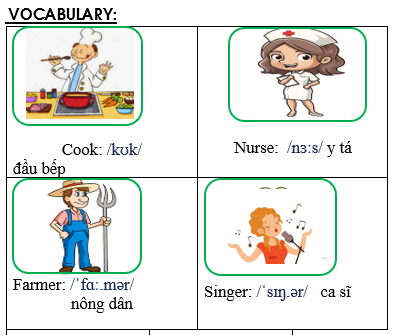 VOCABULARY:
Cook: /kʊk/
đầu bếp
Nurse: /nɜːs/ y tá
Farmer: /ˈfɑː.mər/
nông dân
Singer: /ˈsɪŋ.ər/ ca sĩ